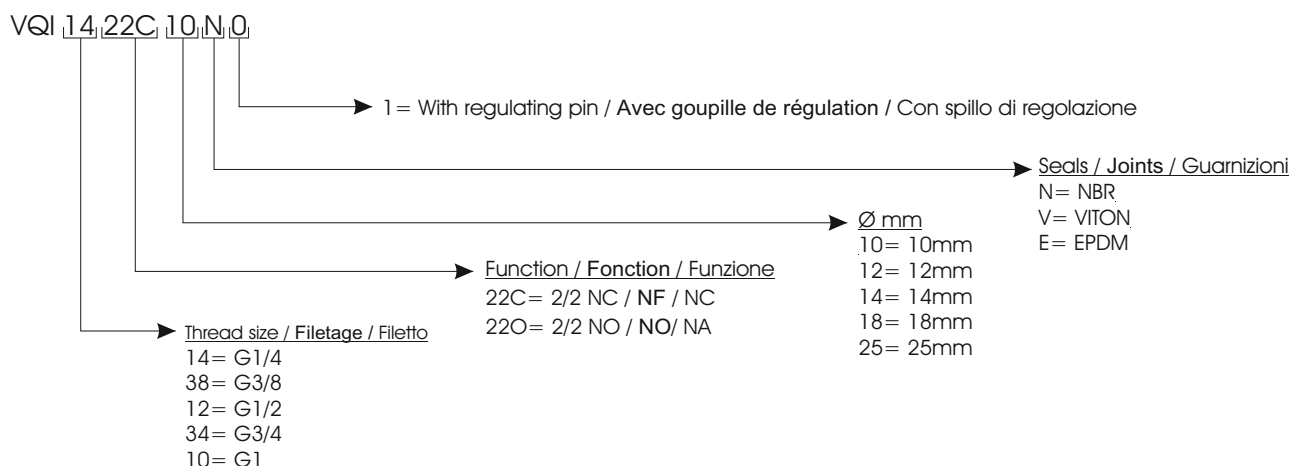 VQI 14 22C 10 N 0
1= With regulating pin / Avec goupille de régulation / Con spillo di regolazione
Seals / Joints / Guarnizioni
N= NBR
V= VITON
E= EPDM
Ø mm
10= 10mm
12= 12mm
14= 14mm
18= 18mm
25= 25mm
Function / Fonction / Funzione
22C= 2/2 NC / NF / NC
22O= 2/2 NO / NO/ NA
Thread size / Filetage / Filetto
14= G1/4
38= G3/8
12= G1/2
34= G3/4
10= G1